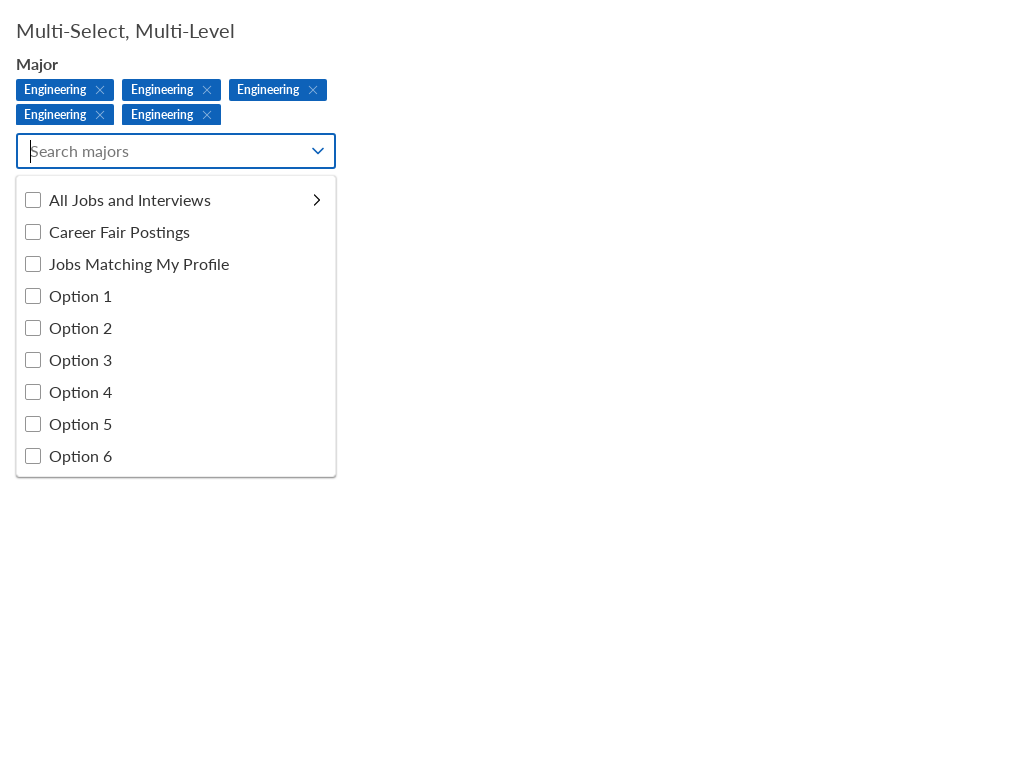 Multi-Select, Multi-Level
Major
Engineering Engineering Engineering
Engineering Engineering
Search majors
All Jobs and Interviews
Career Fair Postings
Jobs Matching My Profile
Option 1
Option 2
Option 3
Option 4
Option 5
Option 6